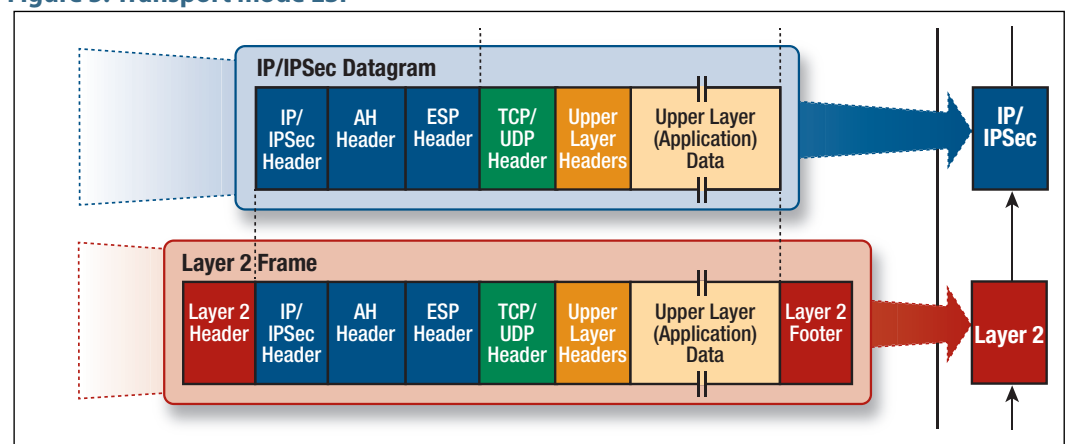 IP/IPSec Datagram
IP/
IPSec
Header
AH
Header
ESP
Header
TCP/
UDP
Header
Upper
Layer
Headers
Upper Layer
(Application)
Data
IP/
IPSec
Layer 2 Frame
Layer 2
Header
IP/
IPSec
Header
AH
Header
ESP
Header
TCP/
UDP
Header
Upper
Layer
Headers
Upper Layer
(Application)
Data
Layer 2
Footer
Layer 2